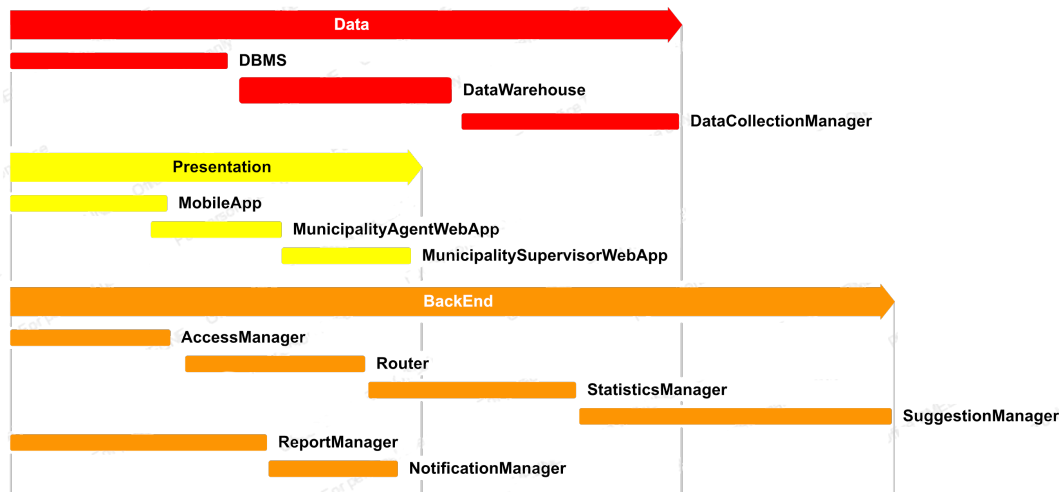 Data
DBMS
DataWarehouse
DataCollectionManager
Presentation
MobileApp
MunicipalityAgentWebApp
MunicipalitySupervisorWebApp
BackEnd
AccessManager
Router
StatisticsManager
SuggestionManager
ReportManager
NotificationManager